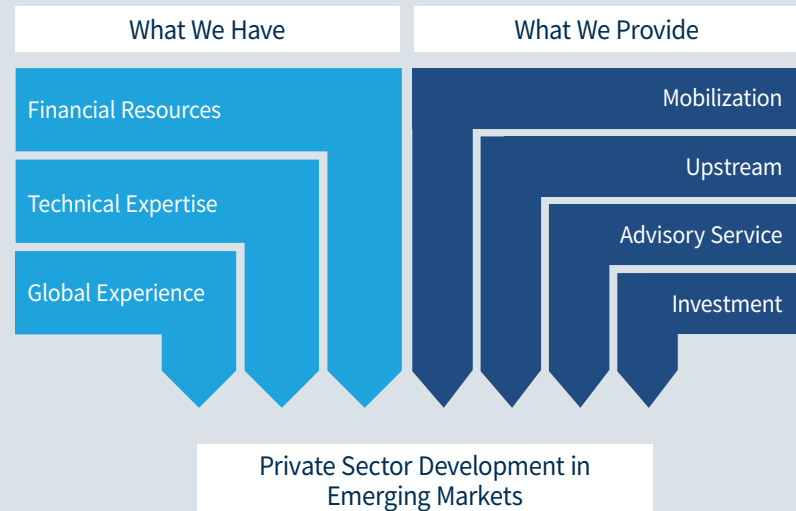 What We Have
What We Provide
Financial Resources
Technical Expertise
Global Experience
Mobilization
Upstream
Advisory Service
Investment
Private Sector Development in
Emerging Markets